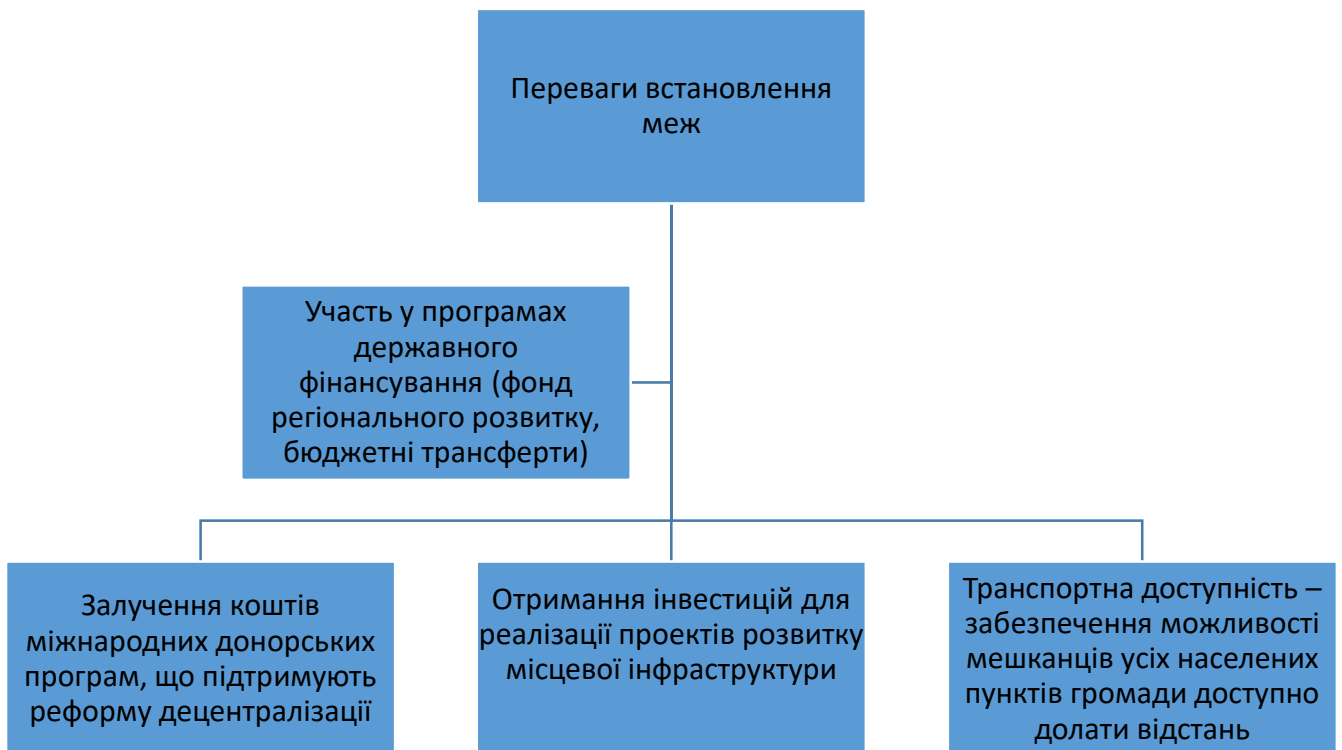 Переваги встановлення
меж
Участь у програмах
державного
фінансування (фонд
регіонального розвитку,
бюджетні трансферти)
Залучення коштів
міжнародних донорських
програм, що підтримують
реформу децентралізації
Отримання інвестицій для
реалізації проектів розвитку
місцевої інфраструктури
Транспортна доступність –
забезпечення можливості
мешканців усіх населених
пунктів громади доступно
долати відстань